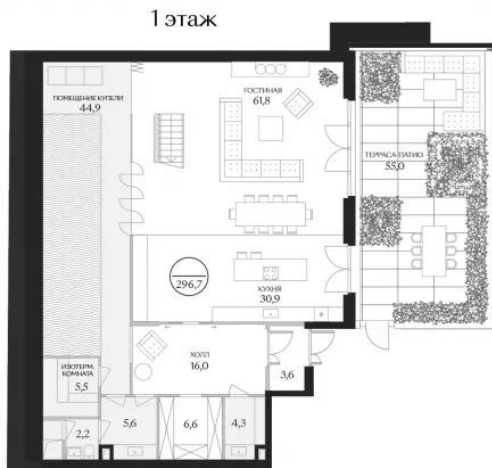 1 этаж
ПОМЕЩЕНИЕ КУПЕЛИ
44,9
ГОСТИНАЯ
61,8
ТЕРРАСА-ПАТИО
55,0
296,7
КУХНЯ
30,9
ХОЛЛ
16,0
3,6
ИЗОТЕРМ.
КОМНАТА
5,5
2,2
5,6
6,6
4,3